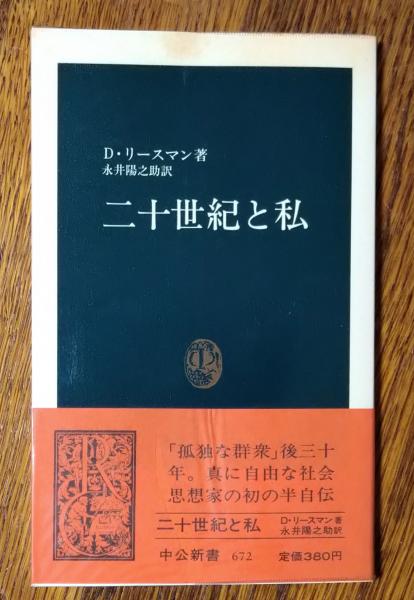 D・リースマン著
永井陽之助訳
二十世紀と私
「孤独な群衆」後三十
年。真に自由な社会
思想家の初の半自伝
二十世紀と私
D・リースマン著
永井陽之助訳
中公新書 672 定価380円